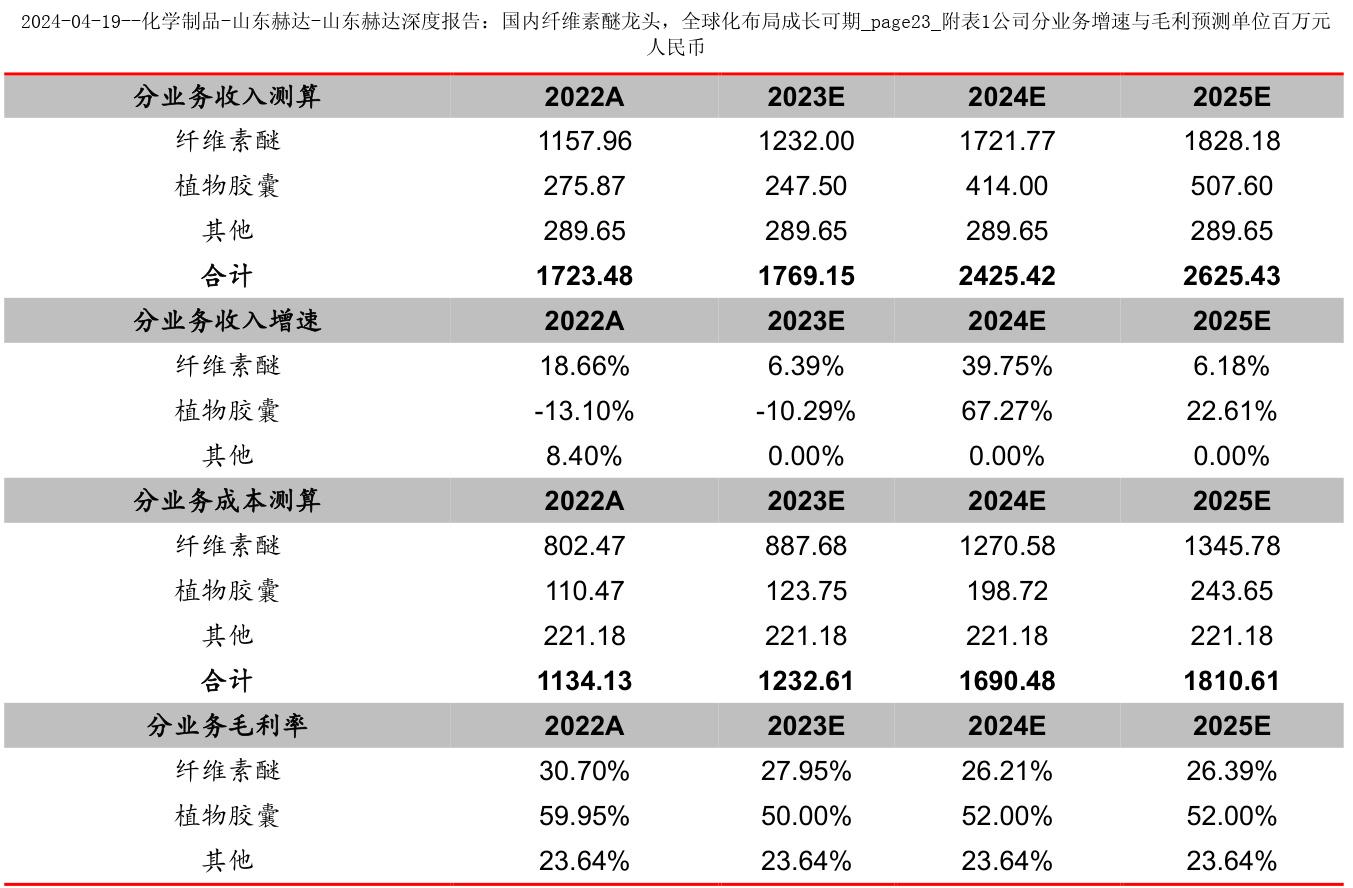 2024-04-19--化学制品-山东赫达-山东赫达深度报告：国内纤维素醚龙头，全球化布局成长可期_page23_附表1公司分业务增速与毛利预测单位百万元
人民币
分业务收入测算 2022A 2023E 2024E 2025E
纤维素醚 1157.96 1232.00 1721.77 1828.18
植物胶囊 275.87 247.50 414.00 507.60
其他 289.65 289.65 289.65 289.65
合计 1723.48 1769.15 2425.42 2625.43
分业务收入增速 2022A 2023E 2024E 2025E
纤维素醚 18.66% 6.39% 39.75% 6.18%
植物胶囊 -13.10% -10.29% 67.27% 22.61%
其他 8.40% 0.00% 0.00% 0.00%
分业务成本测算 2022A 2023E 2024E 2025E
纤维素醚 802.47 887.68 1270.58 1345.78
植物胶囊 110.47 123.75 198.72 243.65
其他 221.18 221.18 221.18 221.18
合计 1134.13 1232.61 1690.48 1810.61
分业务毛利率 2022A 2023E 2024E 2025E
纤维素醚 30.70% 27.95% 26.21% 26.39%
植物胶囊 59.95% 50.00% 52.00% 52.00%
其他 23.64% 23.64% 23.64% 23.64%